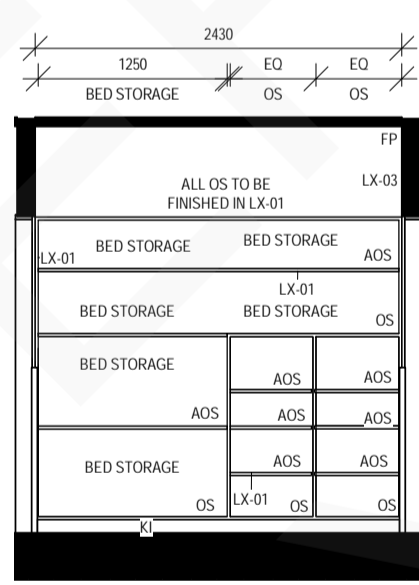 2430
1250 EQ EQ
BED STORAGE OS OS
FP
ALL OS TO BE
FINISHED IN LX-01
LX-03
BED STORAGE BED STORAGE
LX-01 AOS
LX-01
BED STORAGE BED STORAGE
OS
BED STORAGE
AOS AOS
AOS AOS AOS
BED STORAGE AOS AOS
OS LX-01 OS OS
KI